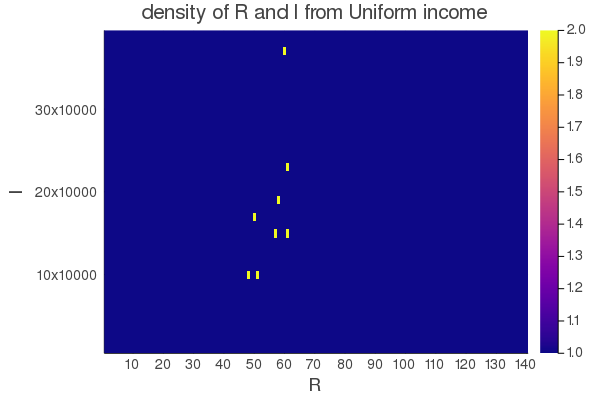 density of R and I from Uniform income
I
30x10000
20x10000
10x10000
10 20 30 40 50 60 70 80 90 100 110 120 130 140
R
2.0
1.9
1.8
1.7
1.6
1.5
1.4
1.3
1.2
1.1
1.0